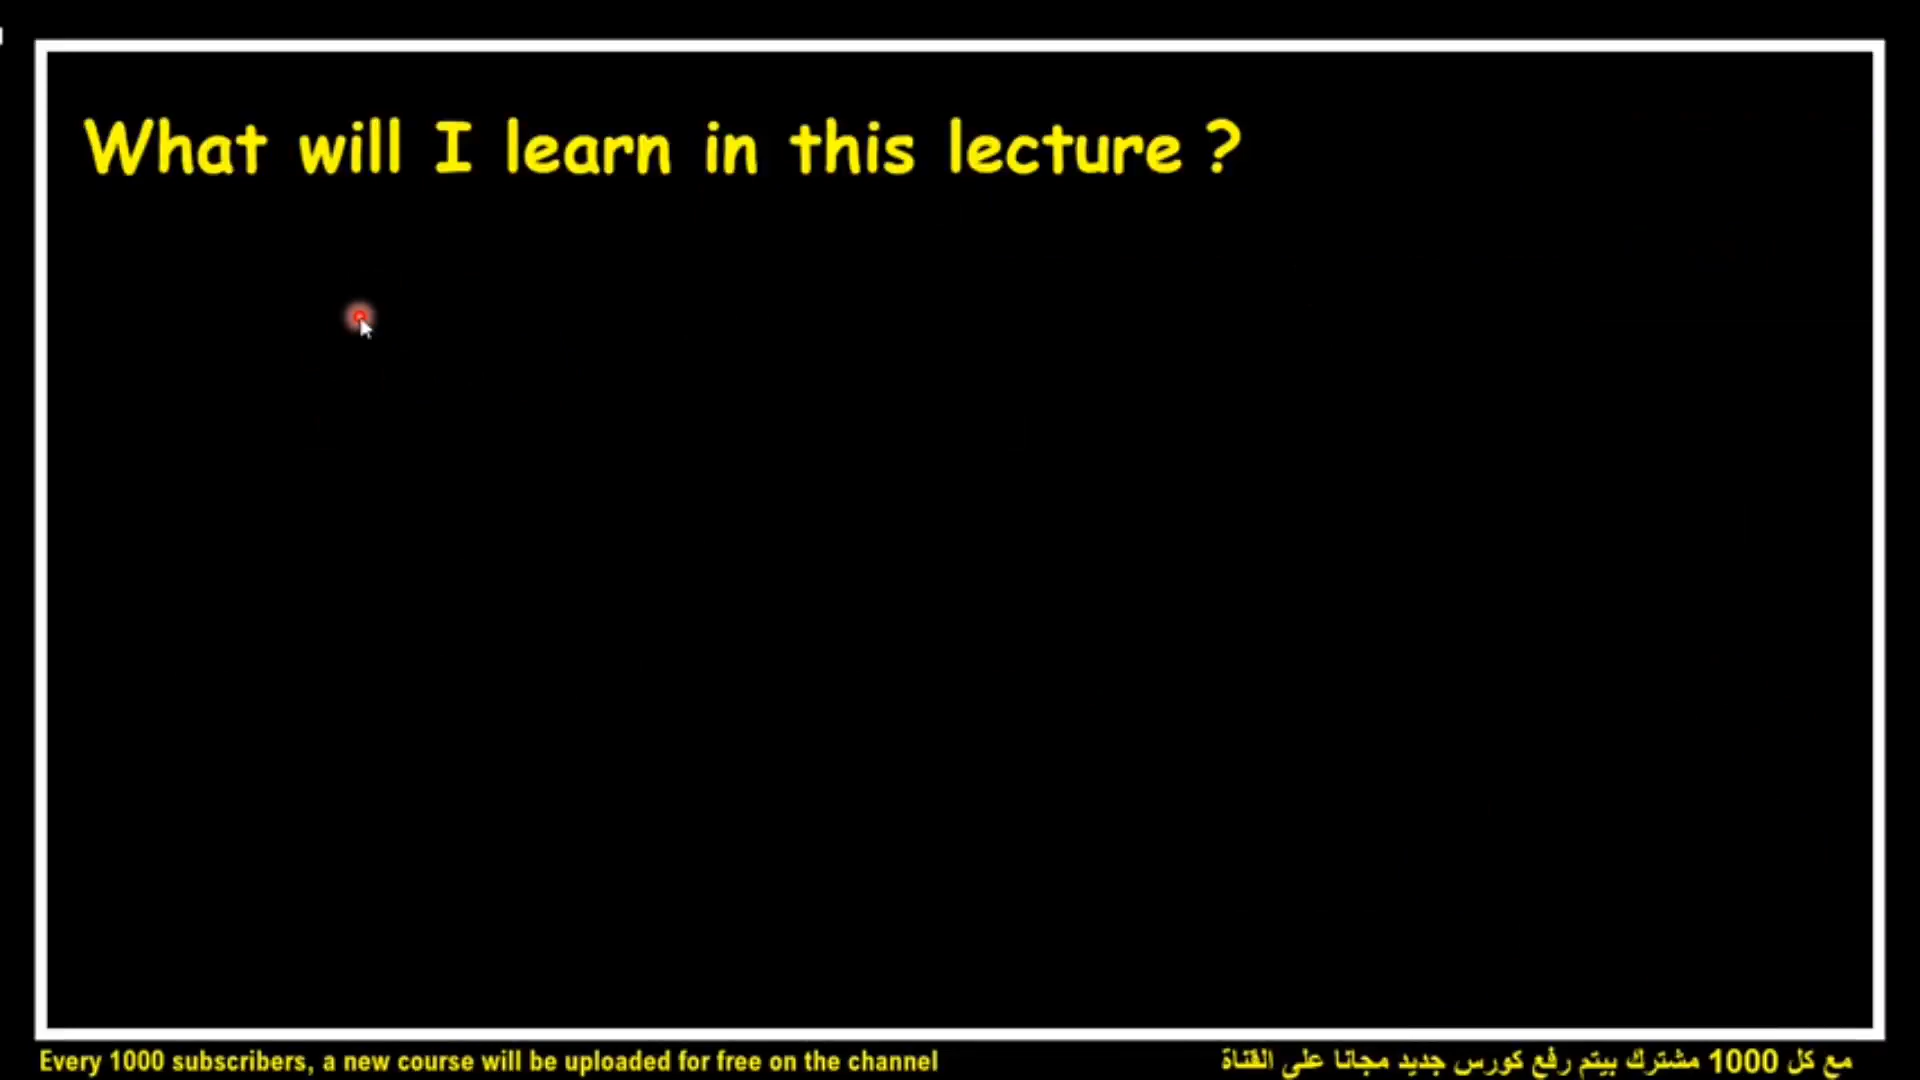 What will I learn in this lecture ?
Every 1000 subscribers, a new course will be uploaded for free on the channel
مع كل 1000 مشترك بيتم رفع كورس جديد مجانا على القناة